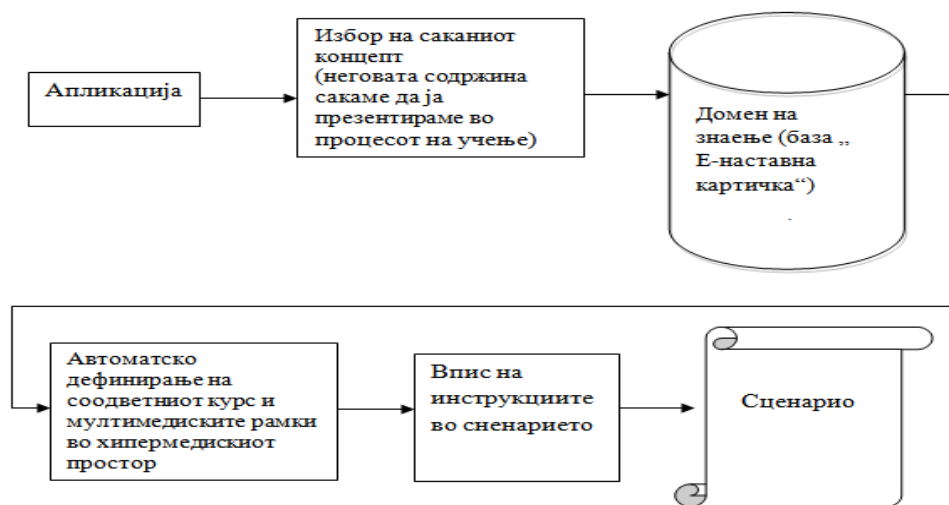 Апликација
Избор на саканиот
концепт
(неговата содржина
сакаме да ја
презентираме во
процесот на учење)
Домен на
знаење (база „
Е-наставна
картичка“)
.
Автоматско
дефинирање на
соодветниот курс и
мултимедиските рамки
во хипермедискиот
простор
Впис на
инструкциите
во сненарието
Сценарио